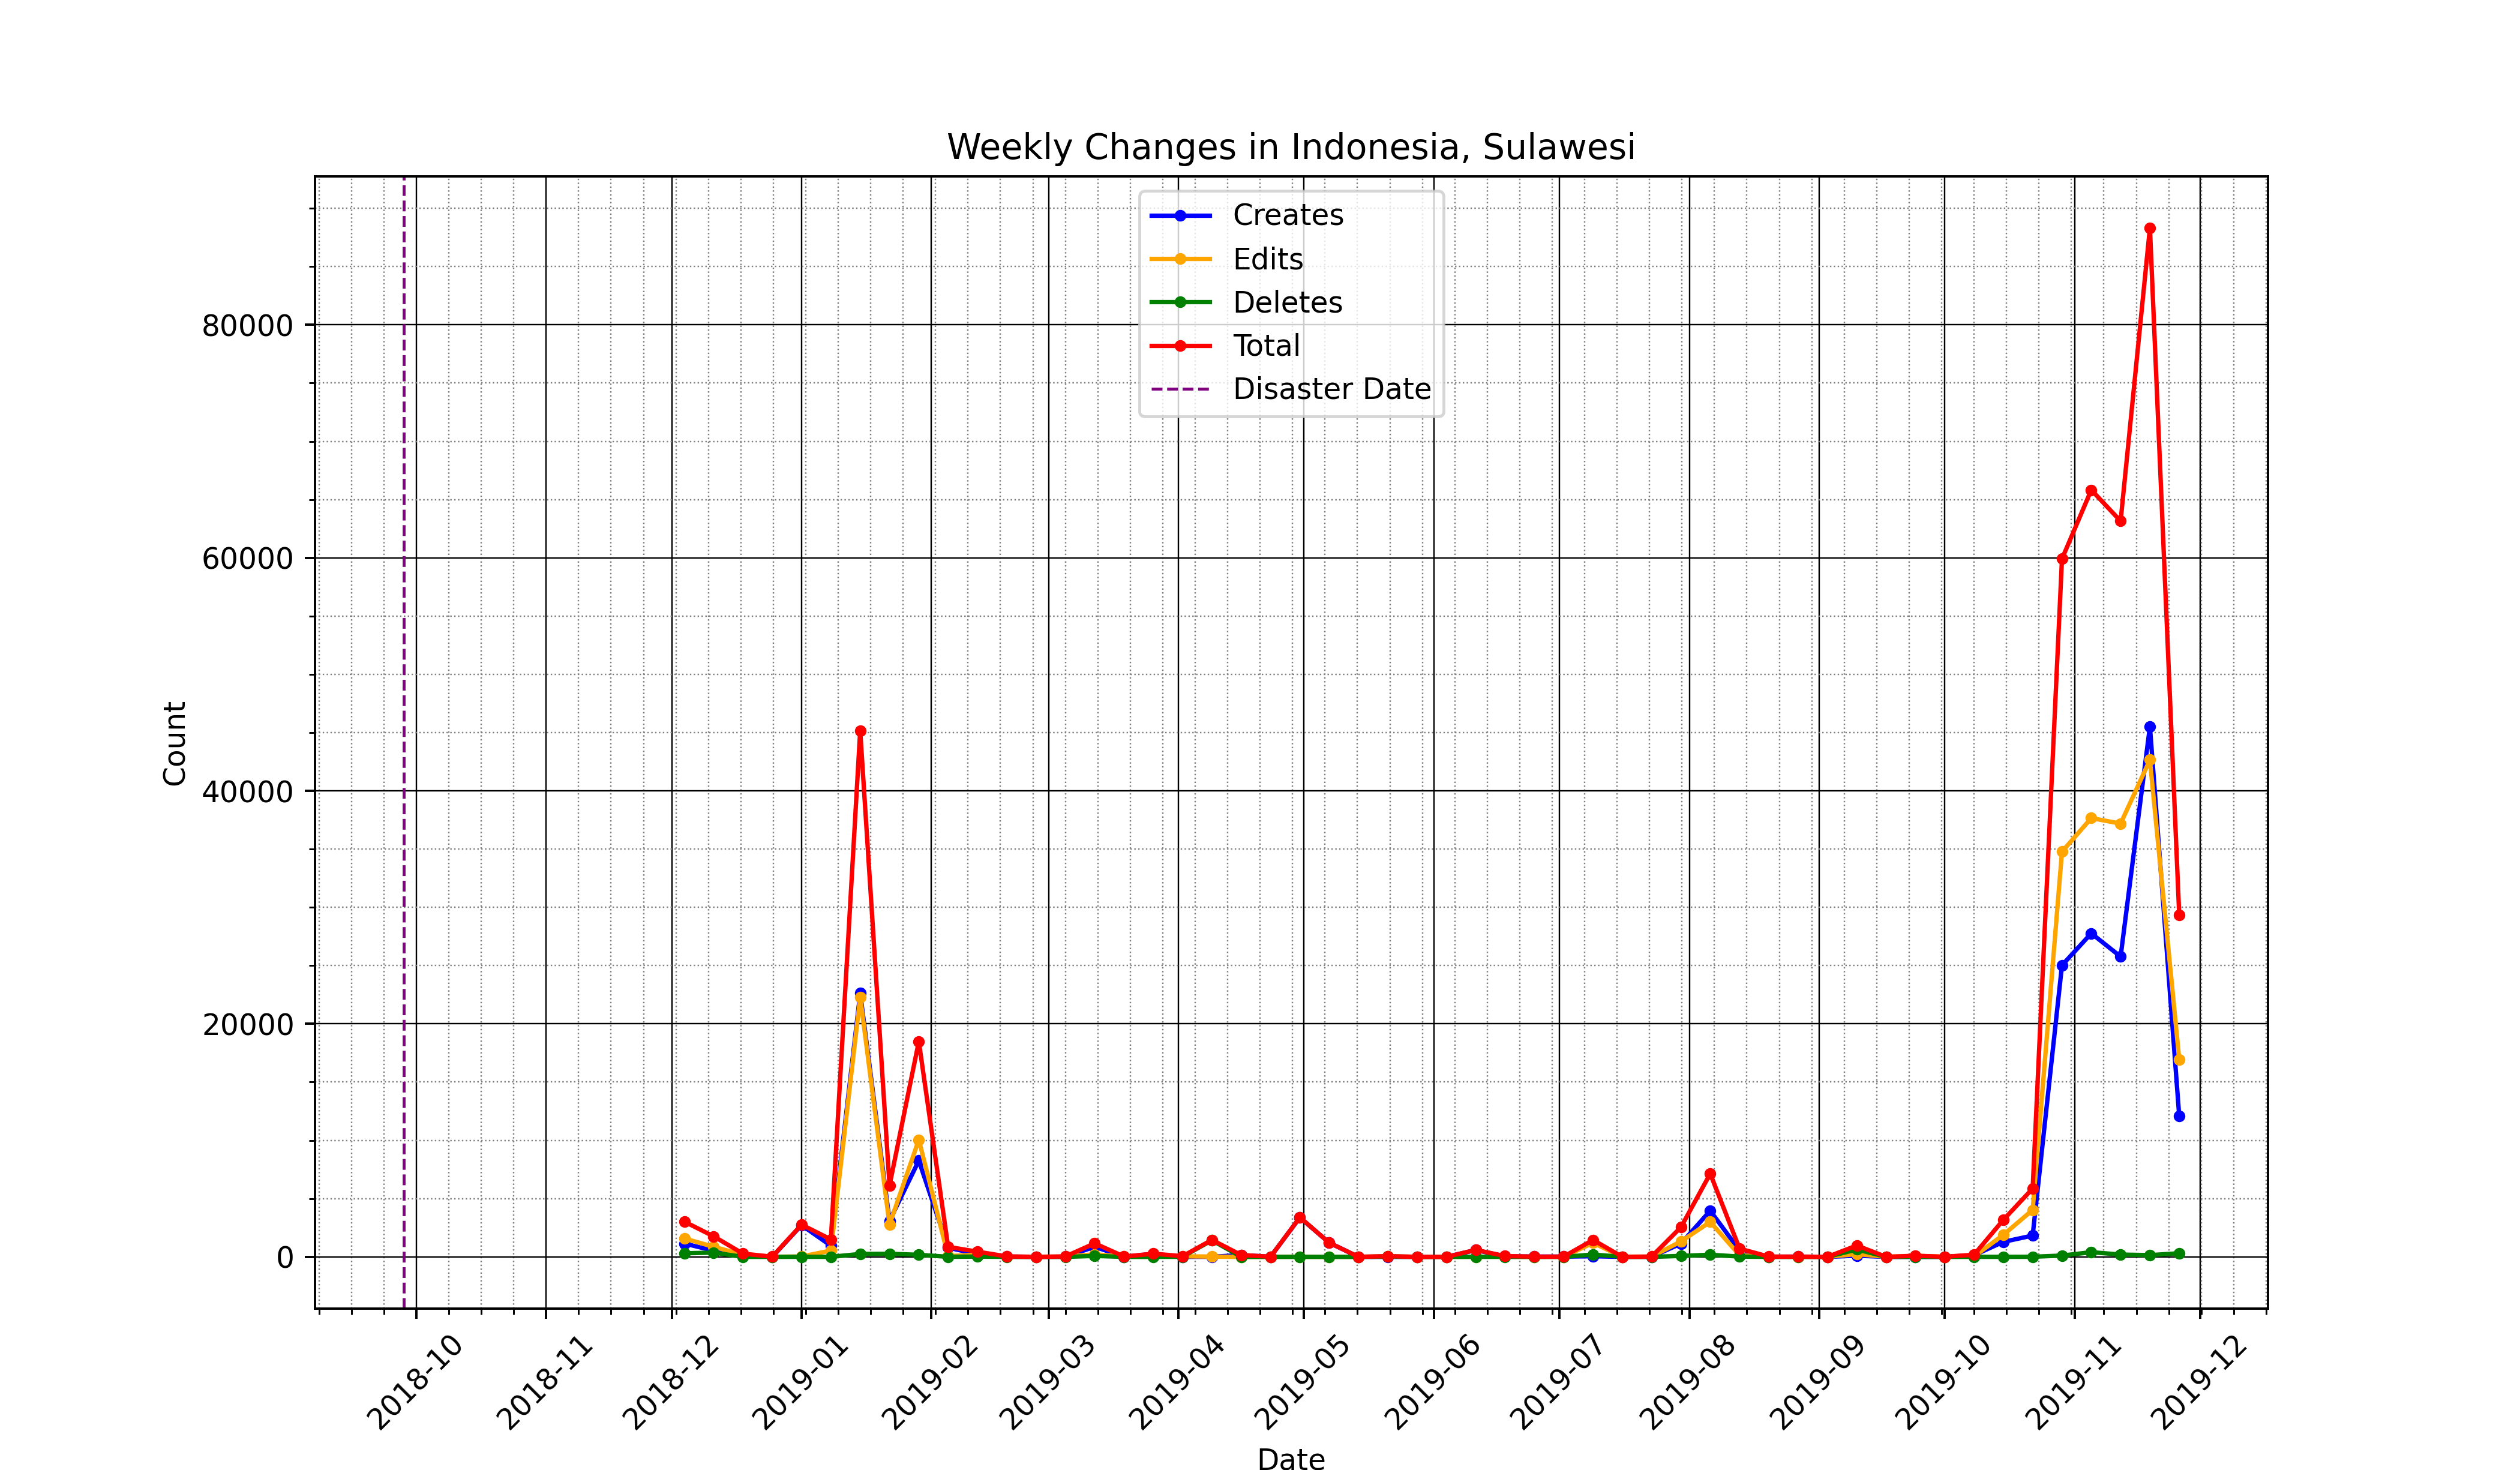 Weekly Changes in Indonesia, Sulawesi
Creates
Edits
Deletes
Total
Disaster Date
80000
60000
40000
20000
0
Count
2018-10
2018-11
2018-12
2019-01
2019-02
2019-03
2019-04
2019-05
2019-06
2019-07
2019-08
2019-09
2019-10
2019-11
2019-12
Date